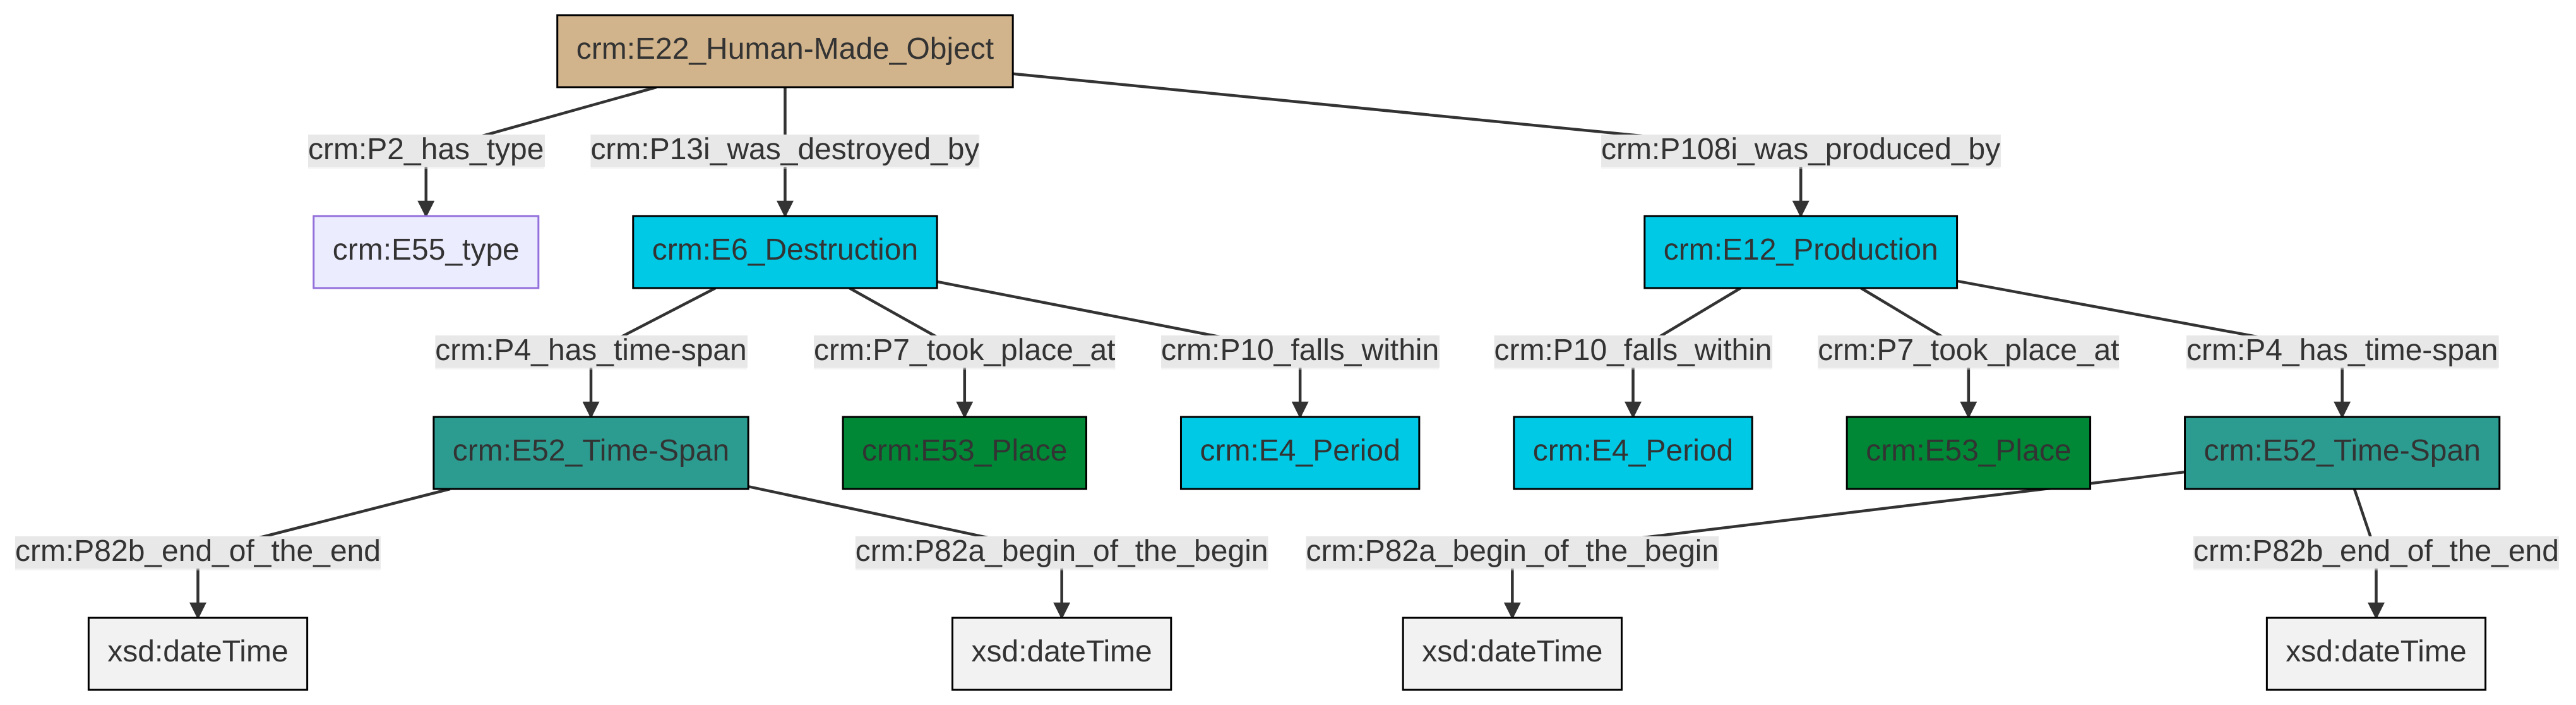 crm:E22_Human-Made_Object
crm:P2_has_type
crm:P13i_was_destroyed_by
crm:P108i_was_produced_by
crm:E55_type
crm:E6_Destruction
crm:E12_Production
crm:P4_has_time-span
crm:P7_took_place_at
crm:P10_falls_within
crm:P10_falls_within
crm:P7_took_place_at
crm:P4_has_time-span
crm:E52_Time-Span
crm:E53_Place
crm:E4_Period
crm:E4_Period
crm:E53_Place
crm:E52_Time-Span
crm:P82b_end_of_the_end
crm:P82a_begin_of_the_begin
crm:P82a_begin_of_the_begin
crm:P82b_end_of_the_end
xsd:dateTime
xsd:dateTime
xsd:dateTime
xsd:dateTime